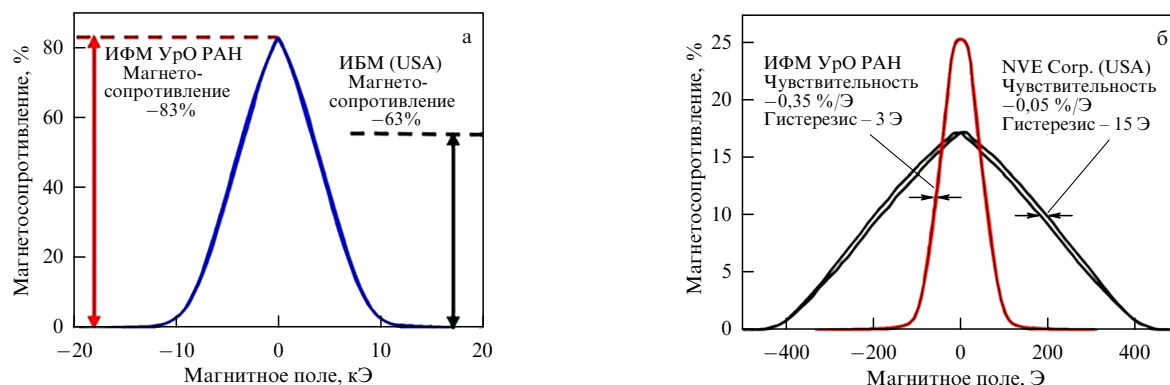 а
Магнетосопротивление, %
80
60
40
20
0
ИФМ УрО РАН
Магнето-
сопротивление
–83%
ИБМ (USA)
Магнето-
сопротивление
–63%
−20
−10
0
10
20
Магнитное поле, кЭ
б
Магнетосопротивление, %
25
20
15
10
5
0
ИФМ УрО РАН
Чувствительность
–0,35 %/Э
Гистерезис – 3 Э
NVE Corp. (USA)
Чувствительность
–0,05 %/Э
Гистерезис – 15 Э
−400
−200
0
200
400
Магнитное поле, Э